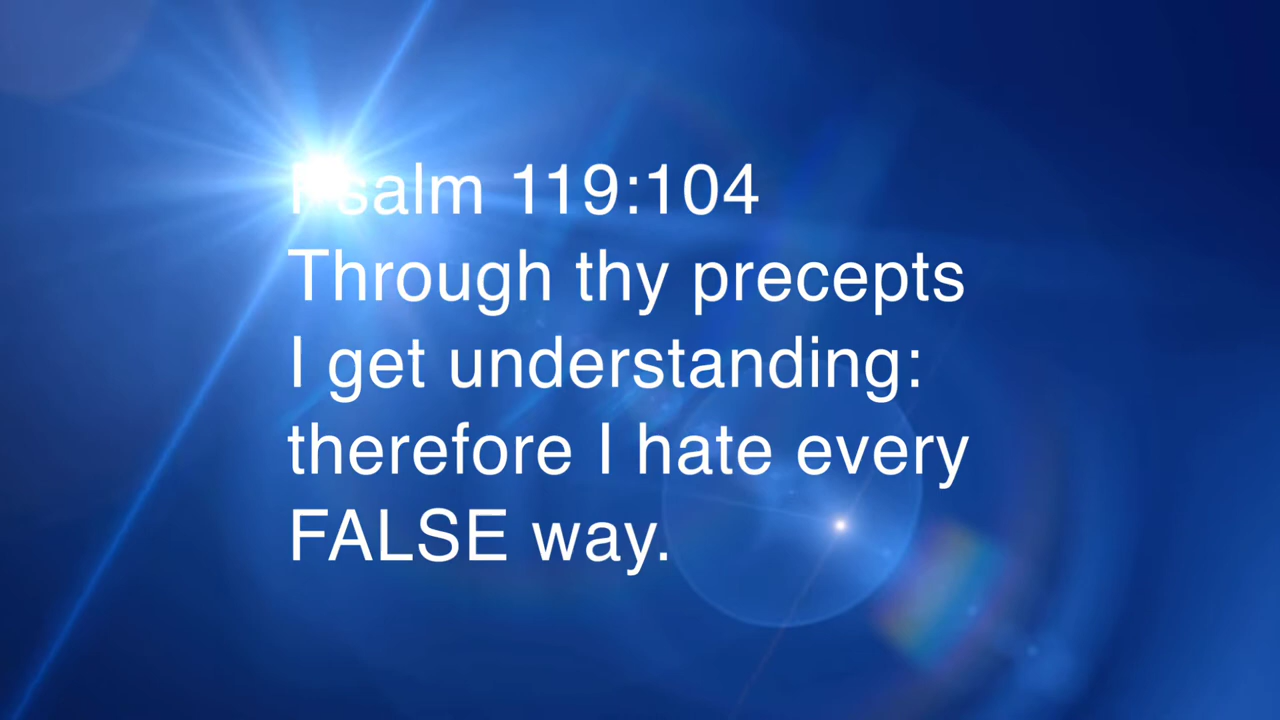 Psalm 119:104
Through thy precepts
I get understanding:
therefore I hate every
FALSE way.